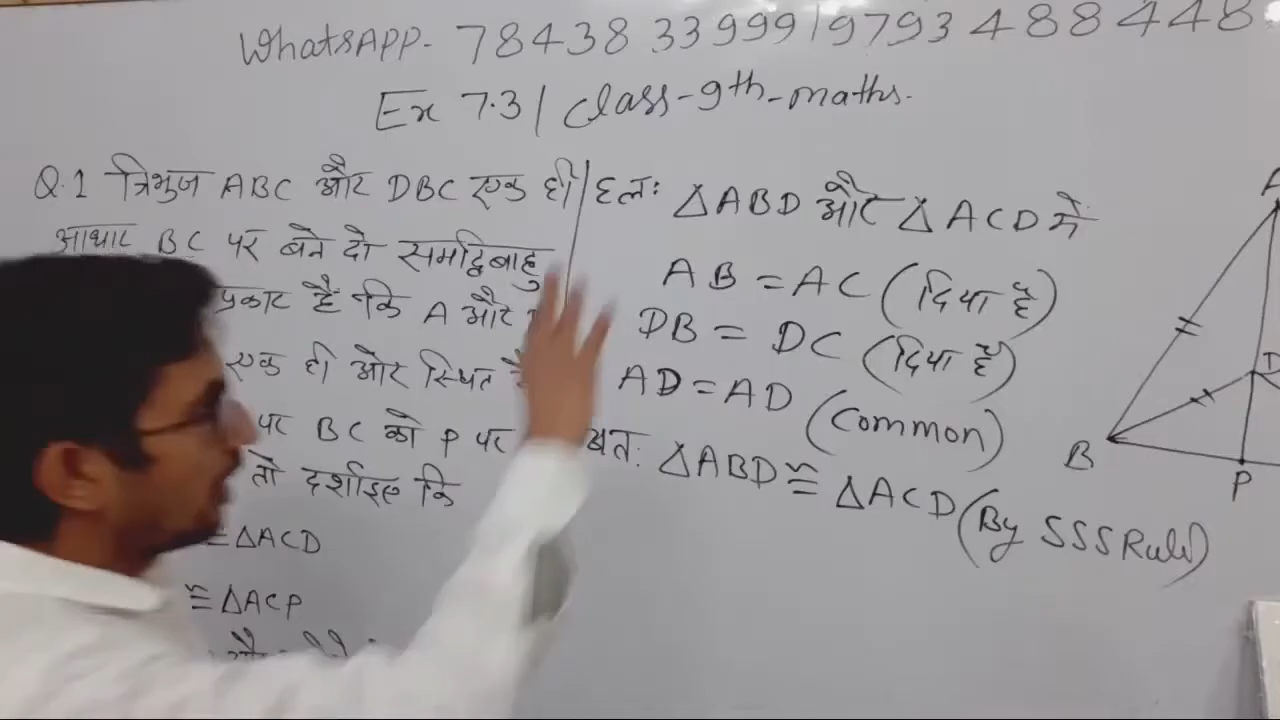 WhatsAPP- 78438 33999/9793 488448
Ex 7.3/ Class-9th-maths.
Q.1 त्रिभुज ABC और DBC एक ही
आधार BC पर बने दो समद्विबाहु
प्रकार है कि A और
एक ही ओर स्थित
पर BC को P पर
तो दर्शाइए कि
≅ΔACD
≅ ΔACP
हल: ΔABD और ΔACD में
AB = AC (दिया है)
DB = DC (दिया है)
AD = AD (Common)
अत: ΔABD ≅ ΔACD (By SSS Rule)
A
D
B
P